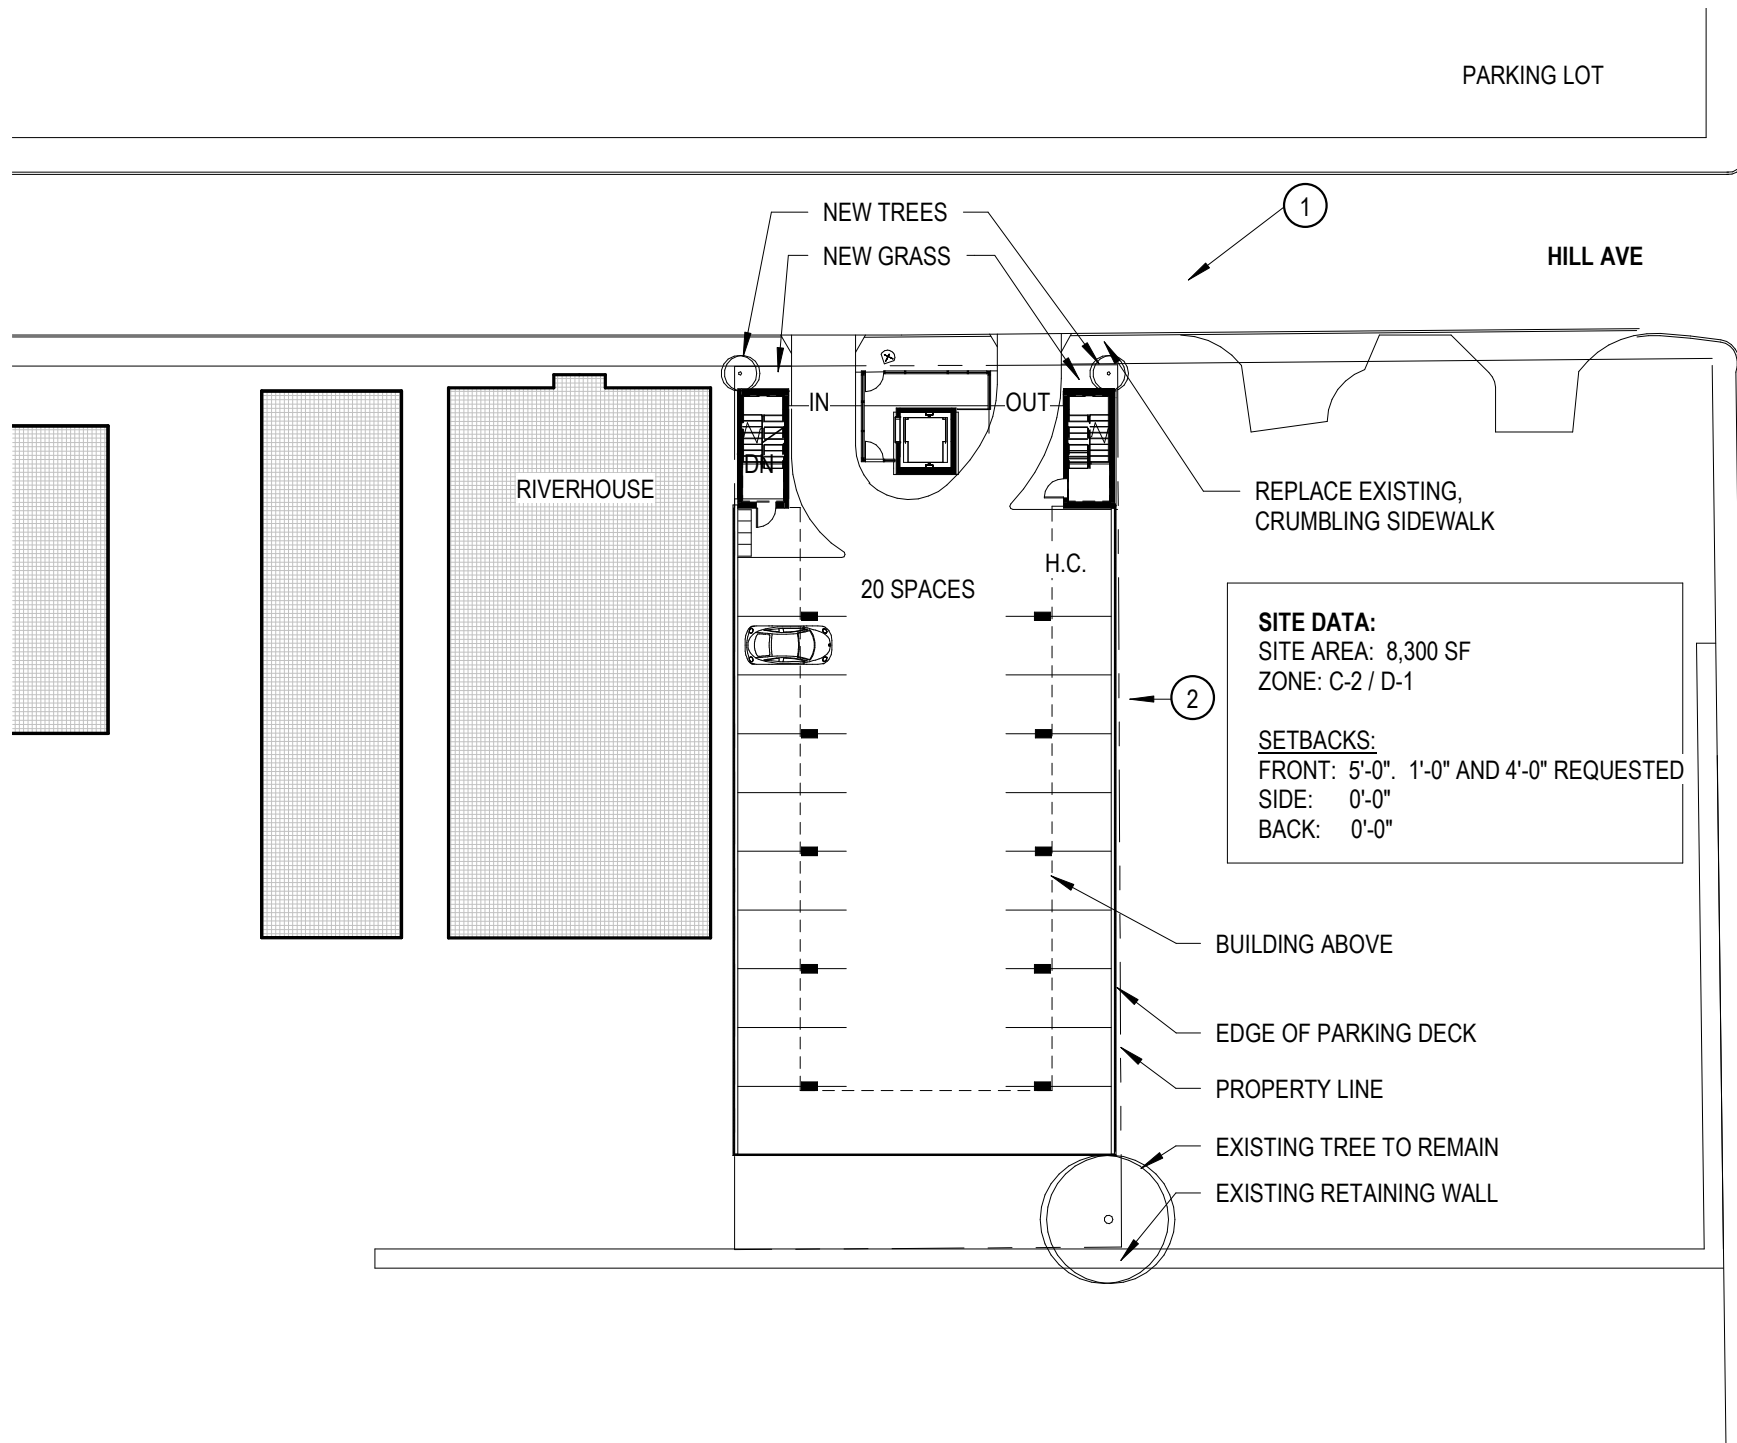 PARKING LOT
1
NEW TREES
NEW GRASS
HILL AVE
IN
OUT
DN
RIVERHOUSE
REPLACE EXISTING,
CRUMBLING SIDEWALK
H.C.
20 SPACES
SITE DATA:
SITE AREA: 8,300 SF
ZONE: C-2 / D-1
2
SETBACKS:
FRONT: 5'-0". 1'-0" AND 4'-0" REQUESTED
SIDE: 0'-0"
BACK: 0'-0"
BUILDING ABOVE
EDGE OF PARKING DECK
PROPERTY LINE
EXISTING TREE TO REMAIN
EXISTING RETAINING WALL